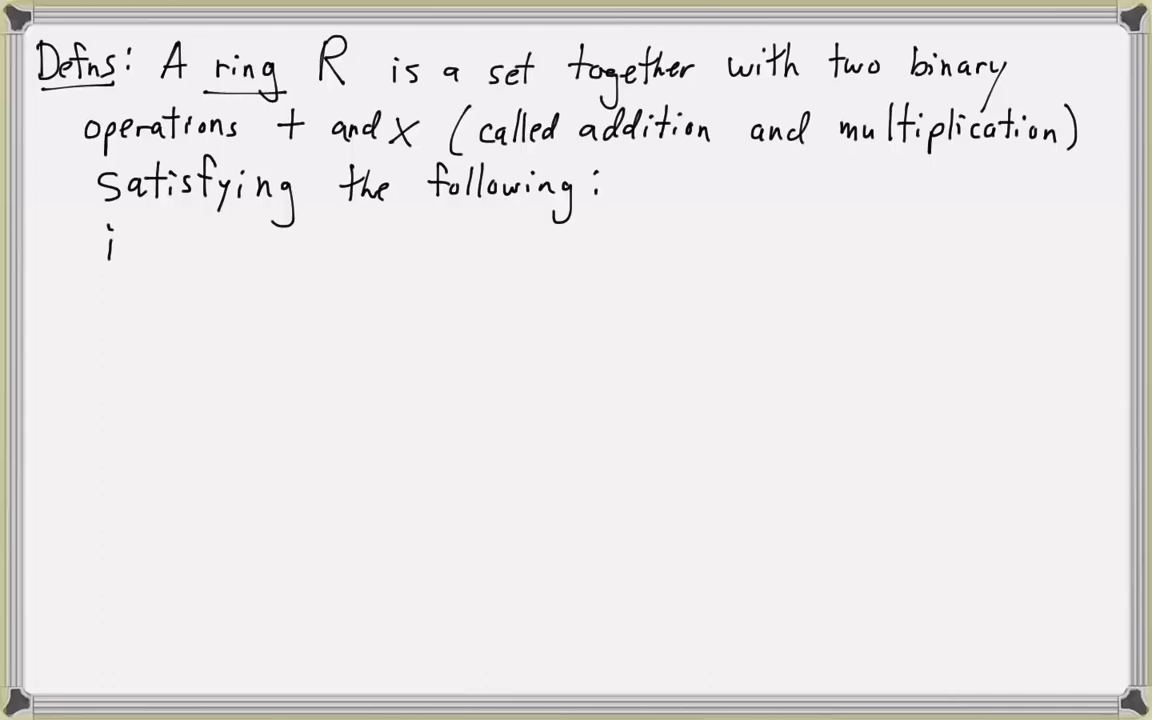 Defns: A ring R is a set together with two binary
operations + and × (called addition and multiplication)
satisfying the following:
i